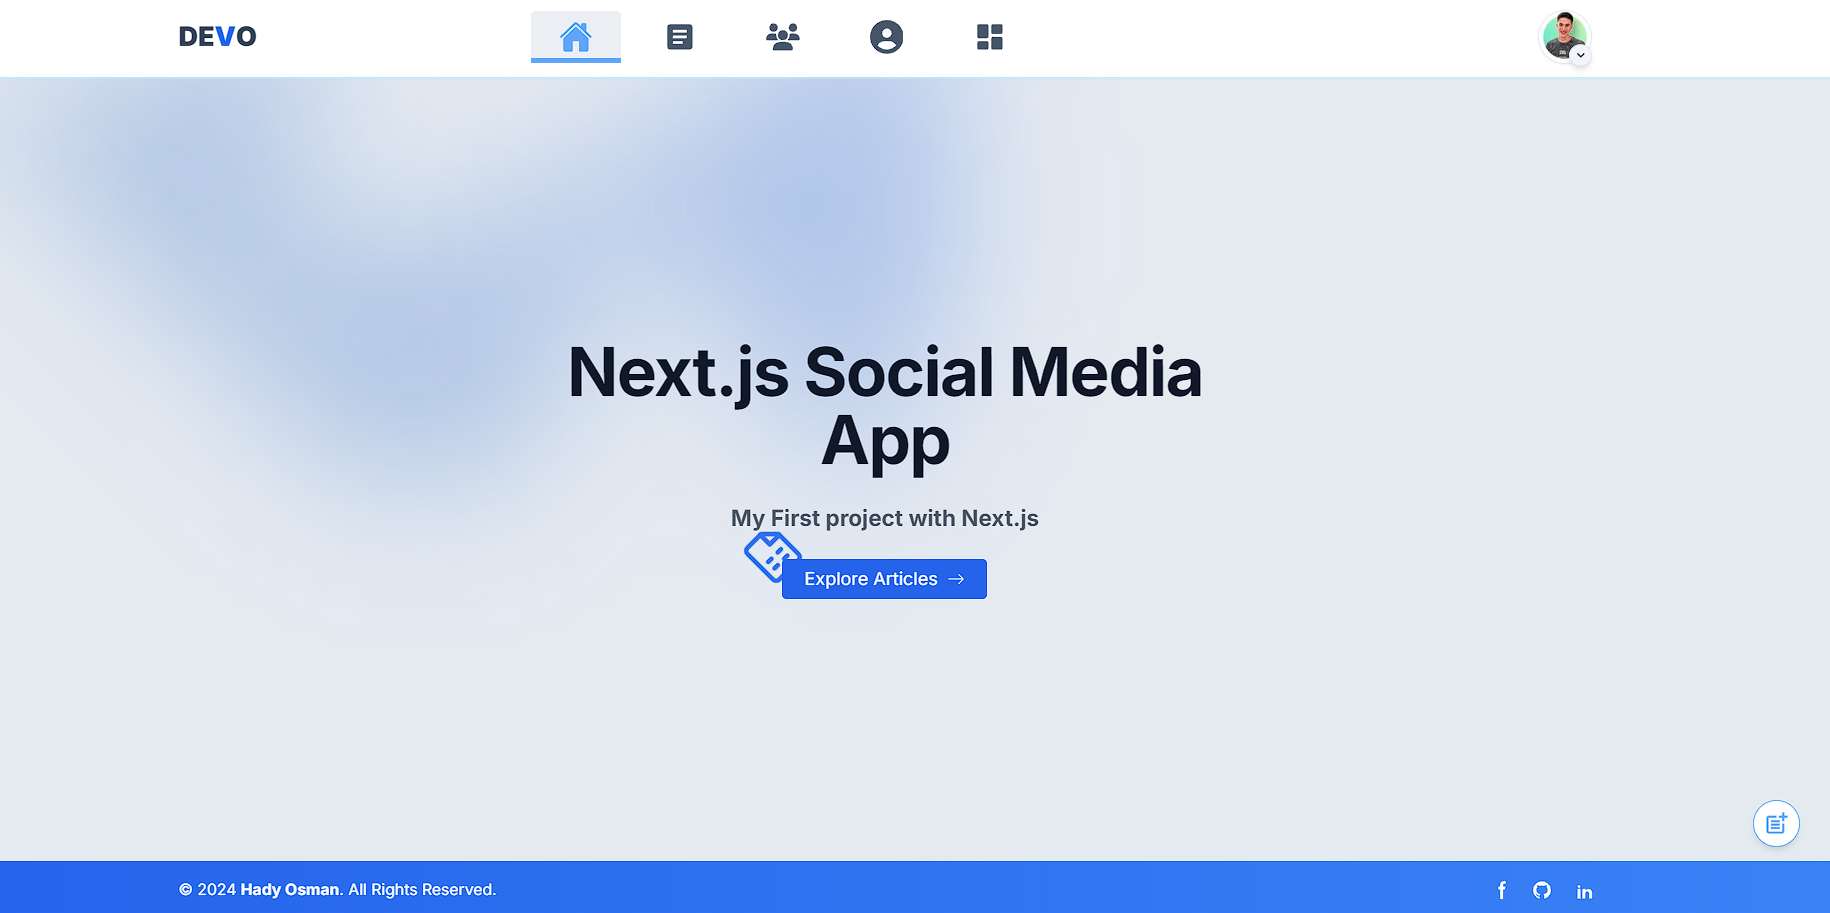 DEVO
Next.js Social Media
App
My First project with Next.js
Explore Articles →
© 2024 Hady Osman. All Rights Reserved.